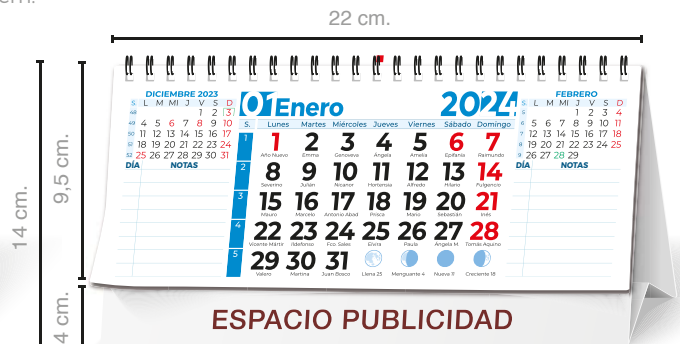 cm.
22 cm.
14 cm.
9,5 cm.
4 cm.
DICIEMBRE 2023
S. L M MI J V S D
48 1 2 3
49 4 5 6 7 8 9 10
50 11 12 13 14 15 16 17
51 18 19 20 21 22 23 24
52 25 26 27 28 29 30 31
DÍA NOTAS
01 Enero 2024
S. Lunes Martes Miércoles Jueves Viernes Sábado Domingo
1 1 2 3 4 5 6 7
Año Nuevo Emma Genoveva Ángela Amelia Epifanía Raimundo
2 8 9 10 11 12 13 14
Severino Julián Nicanor Hortensia Alfredo Hilario Fulgencio
3 15 16 17 18 19 20 21
Mauro Marcelo Antonio Abad Prisca Mario Sebastián Inés
4 22 23 24 25 26 27 28
Vicente Mártir Ildefonso Fco. Sales Elvira Paula Ángela M. Tomás Aquino
5 29 30 31
Valero Martina Juan Bosco Llena 25 Menguante 4 Nueva 11 Creciente 18
FEBRERO
S L M MI J V S D
1 2 3 4
5 6 7 8 9 10 11
12 13 14 15 16 17 18
19 20 21 22 23 24 25
26 27 28 29
DÍA NOTAS
ESPACIO PUBLICIDAD